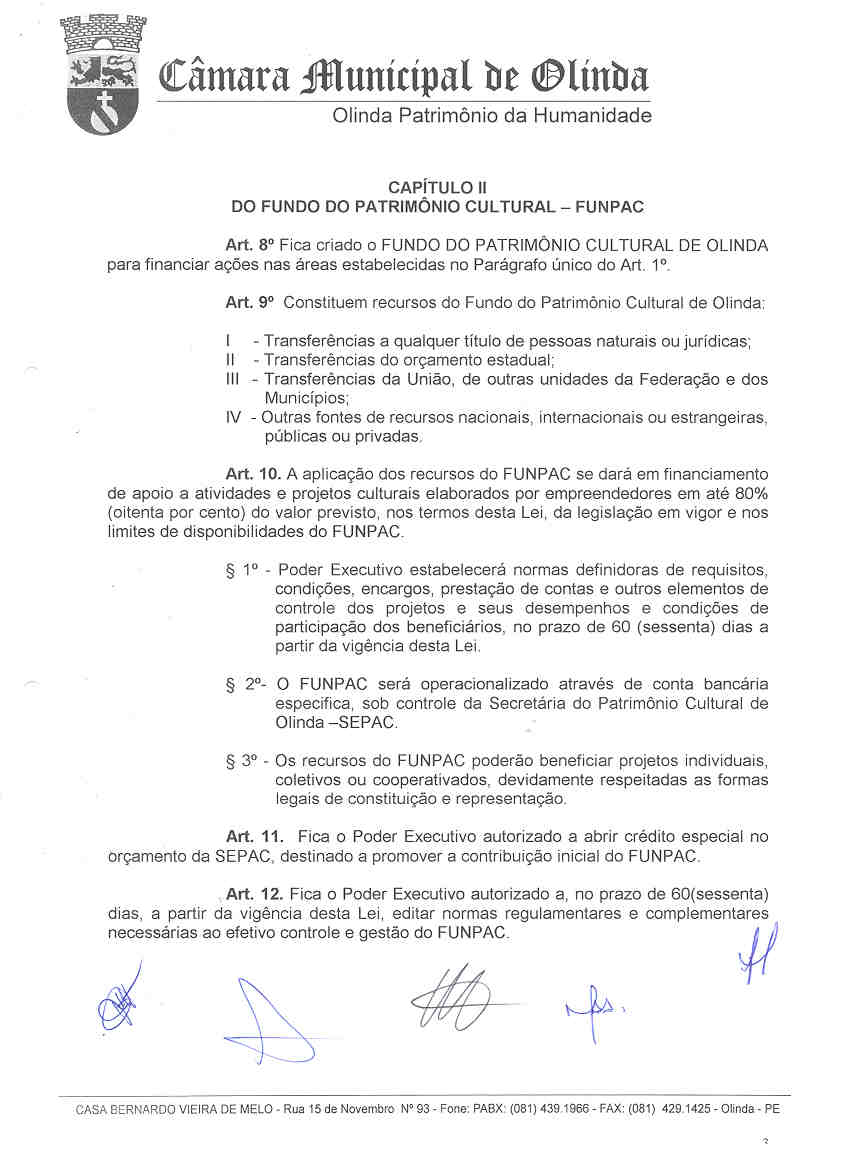 Câmara Municipal de Olinda
Olinda Patrimônio da Humanidade
CAPÍTULO II
DO FUNDO DO PATRIMÔNIO CULTURAL – FUNPAC
Art. 8º Fica criado o FUNDO DO PATRIMÔNIO CULTURAL DE OLINDA
para financiar ações nas áreas estabelecidas no Parágrafo único do Art. 1º.
Art. 9º Constituem recursos do Fundo do Patrimônio Cultural de Olinda:
I - Transferências a qualquer título de pessoas naturais ou jurídicas;
II - Transferências do orçamento estadual;
III - Transferências da União, de outras unidades da Federação e dos
Municípios;
IV - Outras fontes de recursos nacionais, internacionais ou estrangeiras,
públicas ou privadas.
Art. 10. A aplicação dos recursos do FUNPAC se dará em financiamento
de apoio a atividades e projetos culturais elaborados por empreendedores em até 80%
(oitenta por cento) do valor previsto, nos termos desta Lei, da legislação em vigor e nos
limites de disponibilidades do FUNPAC.
§ 1º - Poder Executivo estabelecerá normas definidoras de requisitos,
condições, encargos, prestação de contas e outros elementos de
controle dos projetos e seus desempenhos e condições de
participação dos beneficiários, no prazo de 60 (sessenta) dias a
partir da vigência desta Lei.
§ 2º- O FUNPAC será operacionalizado através de conta bancária
especifica, sob controle da Secretária do Patrimônio Cultural de
Olinda –SEPAC.
§ 3º - Os recursos do FUNPAC poderão beneficiar projetos individuais,
coletivos ou cooperativados, devidamente respeitadas as formas
legais de constituição e representação.
Art. 11. Fica o Poder Executivo autorizado a abrir crédito especial no
orçamento da SEPAC, destinado a promover a contribuição inicial do FUNPAC.
Art. 12. Fica o Poder Executivo autorizado a, no prazo de 60(sessenta)
dias, a partir da vigência desta Lei, editar normas regulamentares e complementares
necessárias ao efetivo controle e gestão do FUNPAC.
CASA BERNARDO VIEIRA DE MELO - Rua 15 de Novembro Nº 93 - Fone: PABX: (081) 439.1966 - FAX: (081) 429.1425 - Olinda - PE